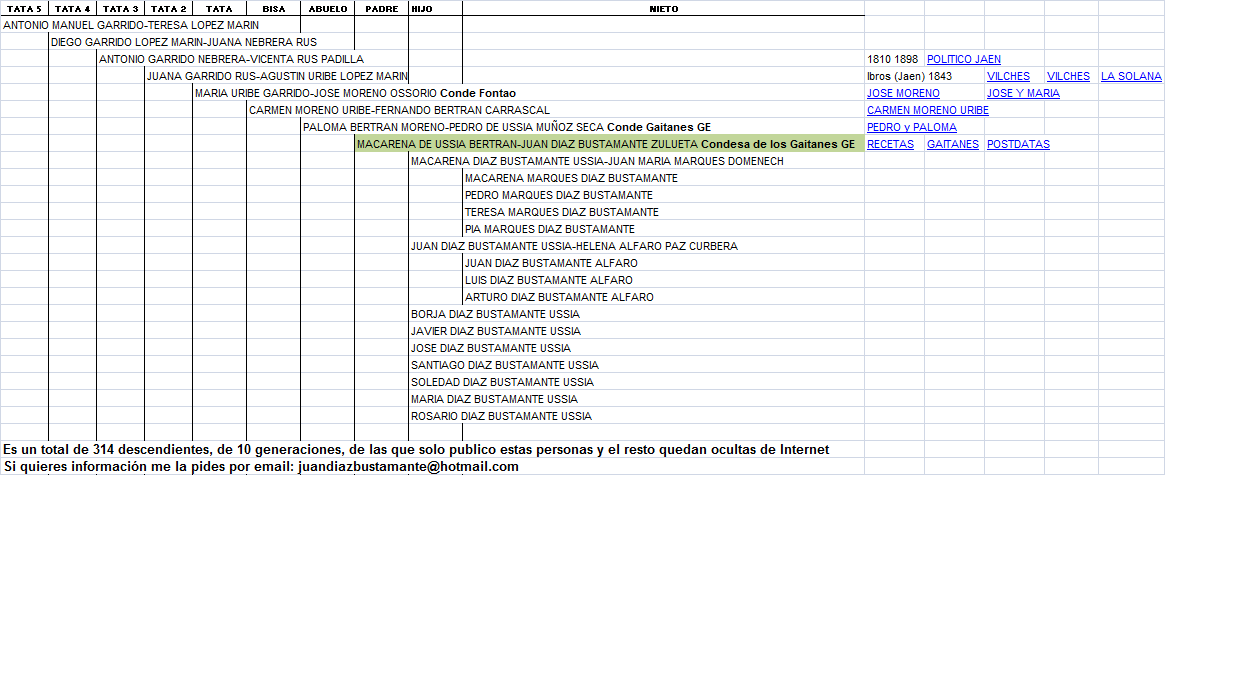 TATA 5 TATA 4 TATA 3 TATA 2 TATA BISA ABUELO PADRE HIJO NIETO
ANTONIO MANUEL GARRIDO-TERESA LOPEZ MARIN
DIEGO GARRIDO LOPEZ MARIN-JUANA NEBRERA RUS
ANTONIO GARRIDO NEBRERA-VICENTA RUS PADILLA 1810 1898 POLITICO JAEN
JUANA GARRIDO RUS-AGUSTIN URIBE LOPEZ MARIN Ibros (Jaen) 1843 VILCHES VILCHES LA SOLANA
MARIA URIBE GARRIDO-JOSE MORENO OSSORIO Conde Fontao JOSE MORENO JOSE Y MARIA
CARMEN MORENO URIBE-FERNANDO BERTRAN CARRASCAL CARMEN MORENO URIBE
PALOMA BERTRAN MORENO-PEDRO DE USSIA MUÑOZ SECA Conde Gaitanes GE PEDRO y PALOMA
MACARENA DE USSIA BERTRAN-JUAN DIAZ BUSTAMANTE ZULUETA Condesa de los Gaitanes GE RECETAS GAITANES POSTDATAS
MACARENA DIAZ BUSTAMANTE USSIA-JUAN MARIA MARQUES DOMENECH
MACARENA MARQUES DIAZ BUSTAMANTE
PEDRO MARQUES DIAZ BUSTAMANTE
TERESA MARQUES DIAZ BUSTAMANTE
PIA MARQUES DIAZ BUSTAMANTE
JUAN DIAZ BUSTAMANTE USSIA-HELENA ALFARO PAZ CURBERA
JUAN DIAZ BUSTAMANTE ALFARO
LUIS DIAZ BUSTAMANTE ALFARO
ARTURO DIAZ BUSTAMANTE ALFARO
BORJA DIAZ BUSTAMANTE USSIA
JAVIER DIAZ BUSTAMANTE USSIA
JOSE DIAZ BUSTAMANTE USSIA
SANTIAGO DIAZ BUSTAMANTE USSIA
SOLEDAD DIAZ BUSTAMANTE USSIA
MARIA DIAZ BUSTAMANTE USSIA
ROSARIO DIAZ BUSTAMANTE USSIA
Es un total de 314 descendientes, de 10 generaciones, de las que solo publico estas personas y el resto quedan ocultas de Internet
Si quieres información me la pides por email: juandiazbustamante@hotmail.com